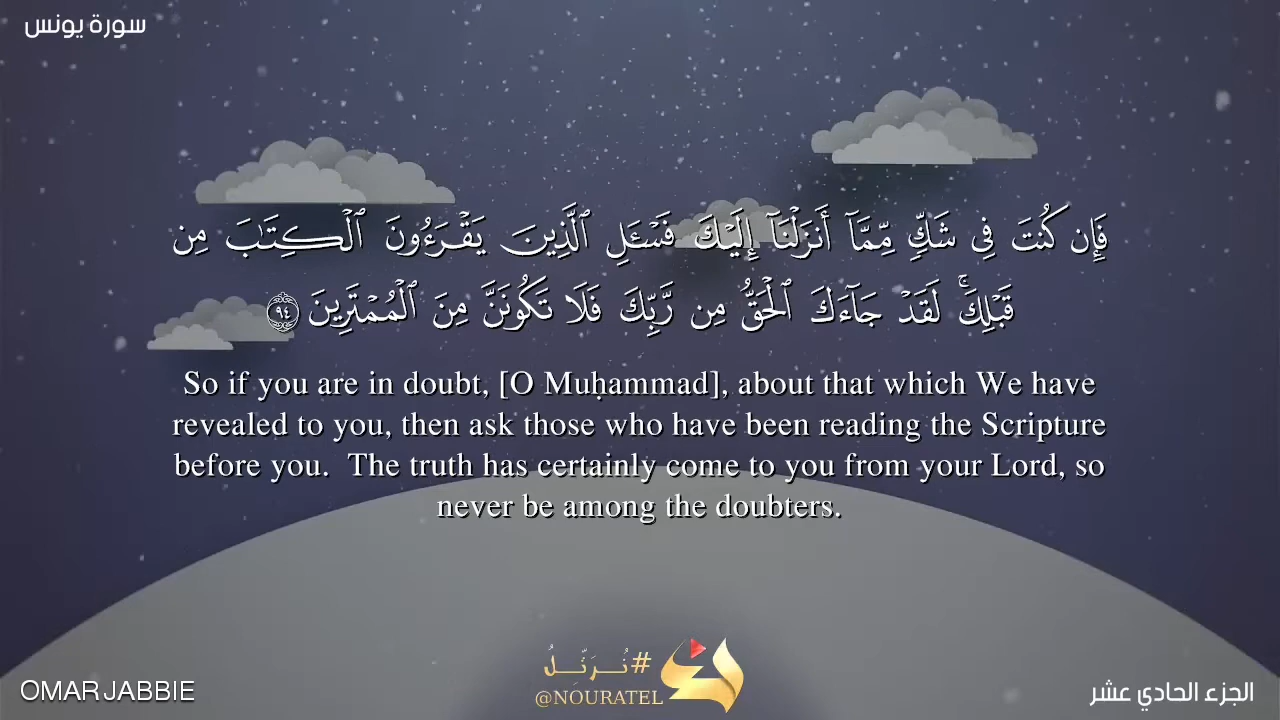 سورة يونس
فَإِن كُنتَ فِى شَكٍّ مِّمَّآ أَنزَلْنَآ إِلَيْكَ فَسْـَٔلِ ٱلَّذِينَ يَقْرَءُونَ ٱلْكِتَـٰبَ مِن
قَبْلِكَ ۚ لَقَدْ جَآءَكَ ٱلْحَقُّ مِن رَّبِّكَ فَلَا تَكُونَنَّ مِنَ ٱلْمُمْتَرِينَ ٩٤
So if you are in doubt, [O Muḥammad], about that which We have
revealed to you, then ask those who have been reading the Scripture
before you.  The truth has certainly come to you from your Lord, so
never be among the doubters.
#نُرَتِّلُ
@NOURATEL
OMAR JABBIE
الجزء الحادي عشر